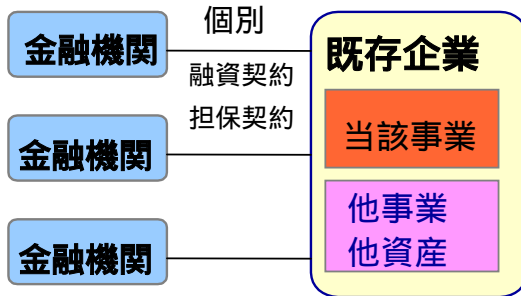 金融機関
個別
融資契約
担保契約
金融機関
金融機関
既存企業
当該事業
他事業
他資産